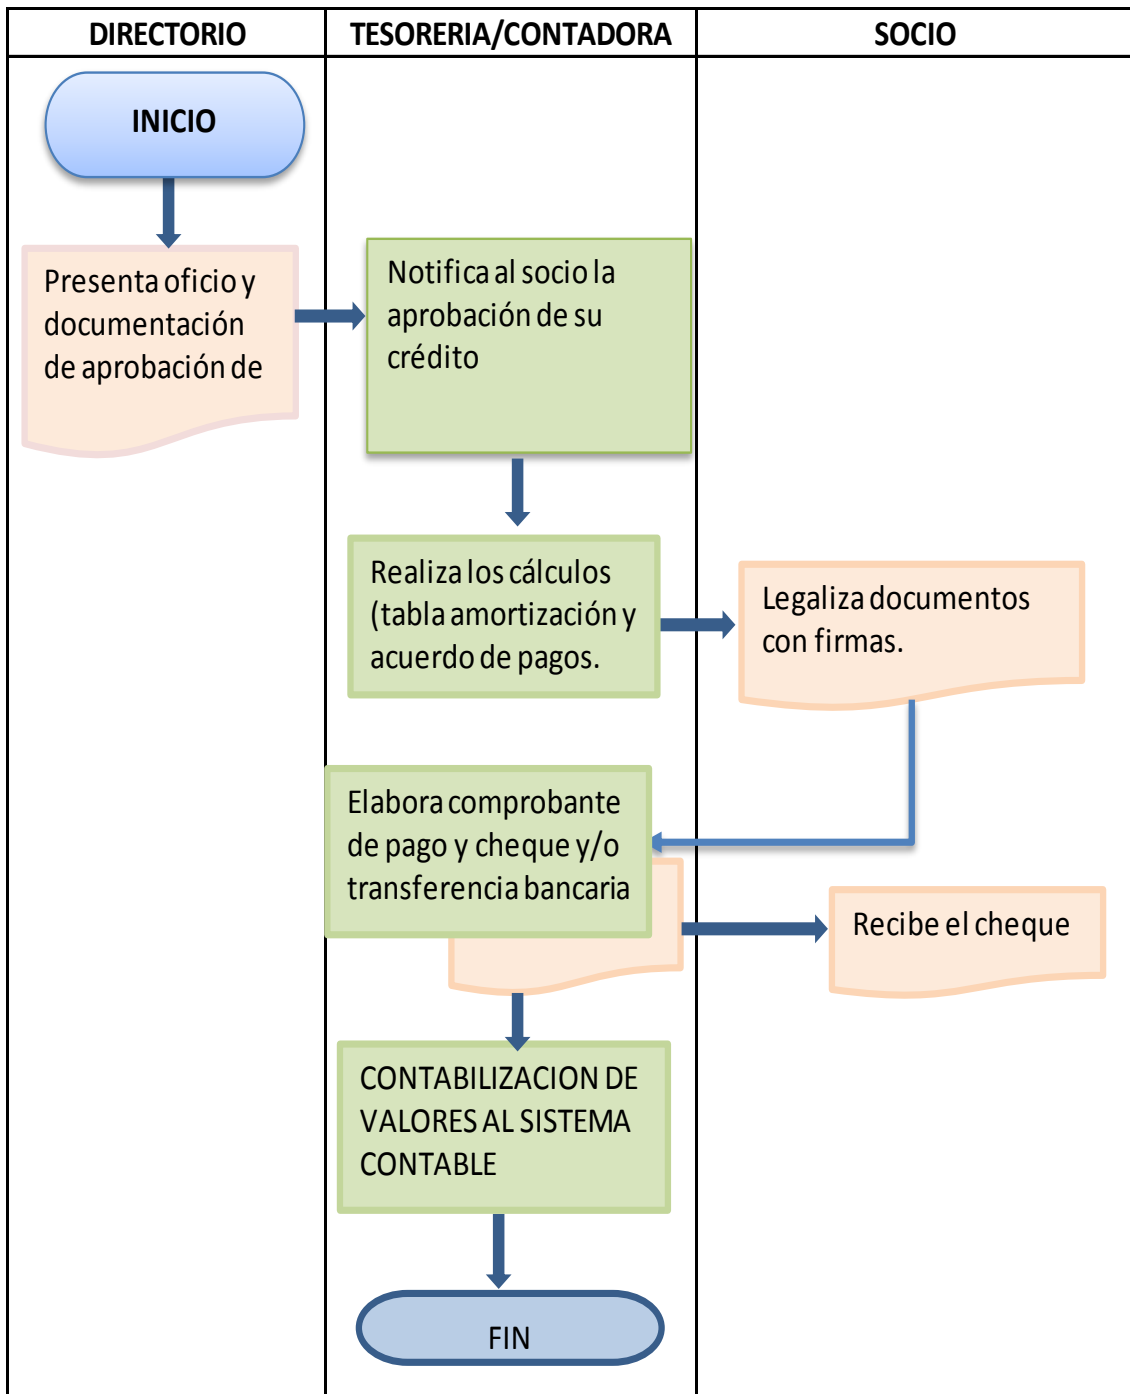 DIRECTORIO
TESORERIA/CONTADORA
SOCIO
INICIO
Presenta oficio y
documentación
de aprobación de
Notifica al socio la
aprobación de su
crédito
Realiza los cálculos
(tabla amortización y
acuerdo de pagos.
Legaliza documentos
con firmas.
Elabora comprobante
de pago y cheque y/o
transferencia bancaria
Recibe el cheque
CONTABILIZACION DE
VALORES AL SISTEMA
CONTABLE
FIN